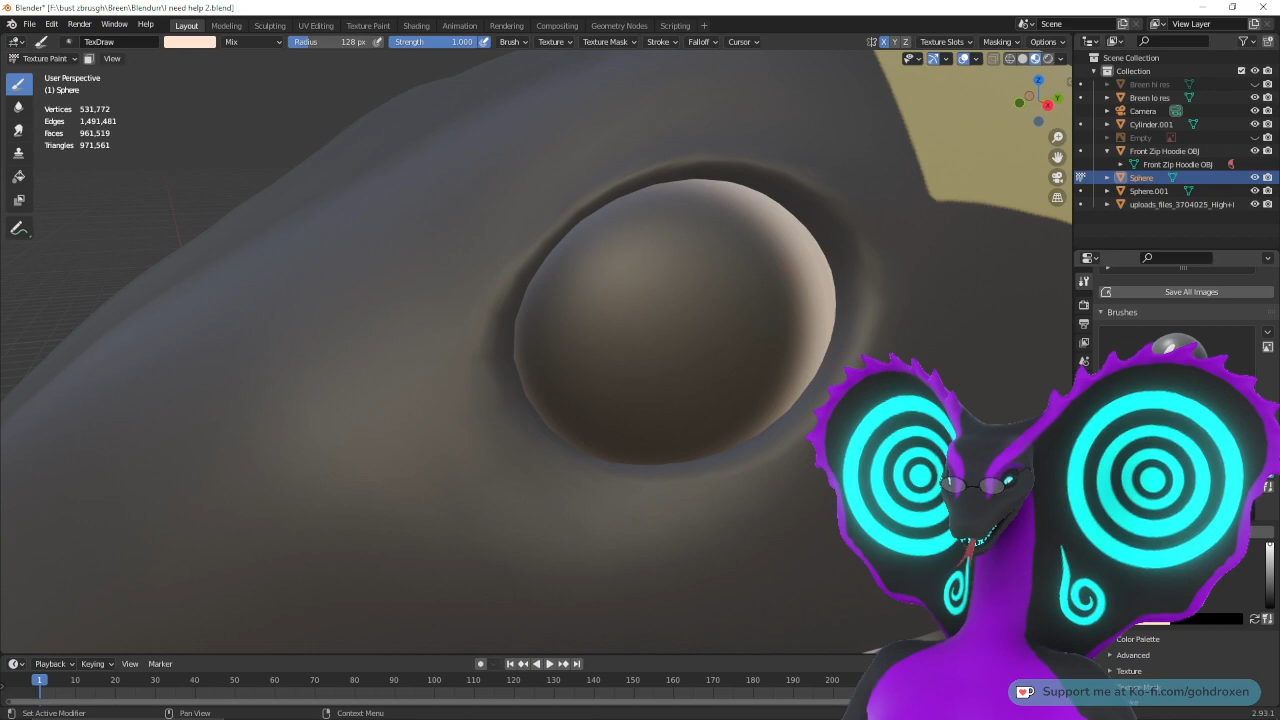 Blender* [F:\bust zbrusgh\Breen\Blendurr\I need help 2.blend]
File Edit Render Window Help Layout Modeling Sculpting UV Editing Texture Paint Shading Animation Rendering Compositing Geometry Nodes Scripting + Scene View Layer
TexDraw Mix Radius 128 px Strength 1.000 Brush Texture Texture Mask Stroke Falloff Cursor X Y Z Texture Slots Masking Options
Texture Paint View
User Perspective
(1) Sphere
Vertices 531,772
Edges 1,491,481
Faces 961,519
Triangles 971,561
Z
Y
X
Scene Collection
Collection
Breen hi res
Breen lo res
Camera
Cylinder.001
Empty
Front Zip Hoodie OBJ
Front Zip Hoodie OBJ
Sphere
Sphere.001
uploads_files_3704025_High+I
Save All Images
Brushes
Color Palette
Advanced
Texture
Support me at Ko-fi.com/gohdroxen
Playback Keying View Marker
1 10 20 30 40 50 60 70 80 90 100 110 120 130 140 150 160 170 180 190 200
Set Active Modifier Pan View Context Menu 2.93.1